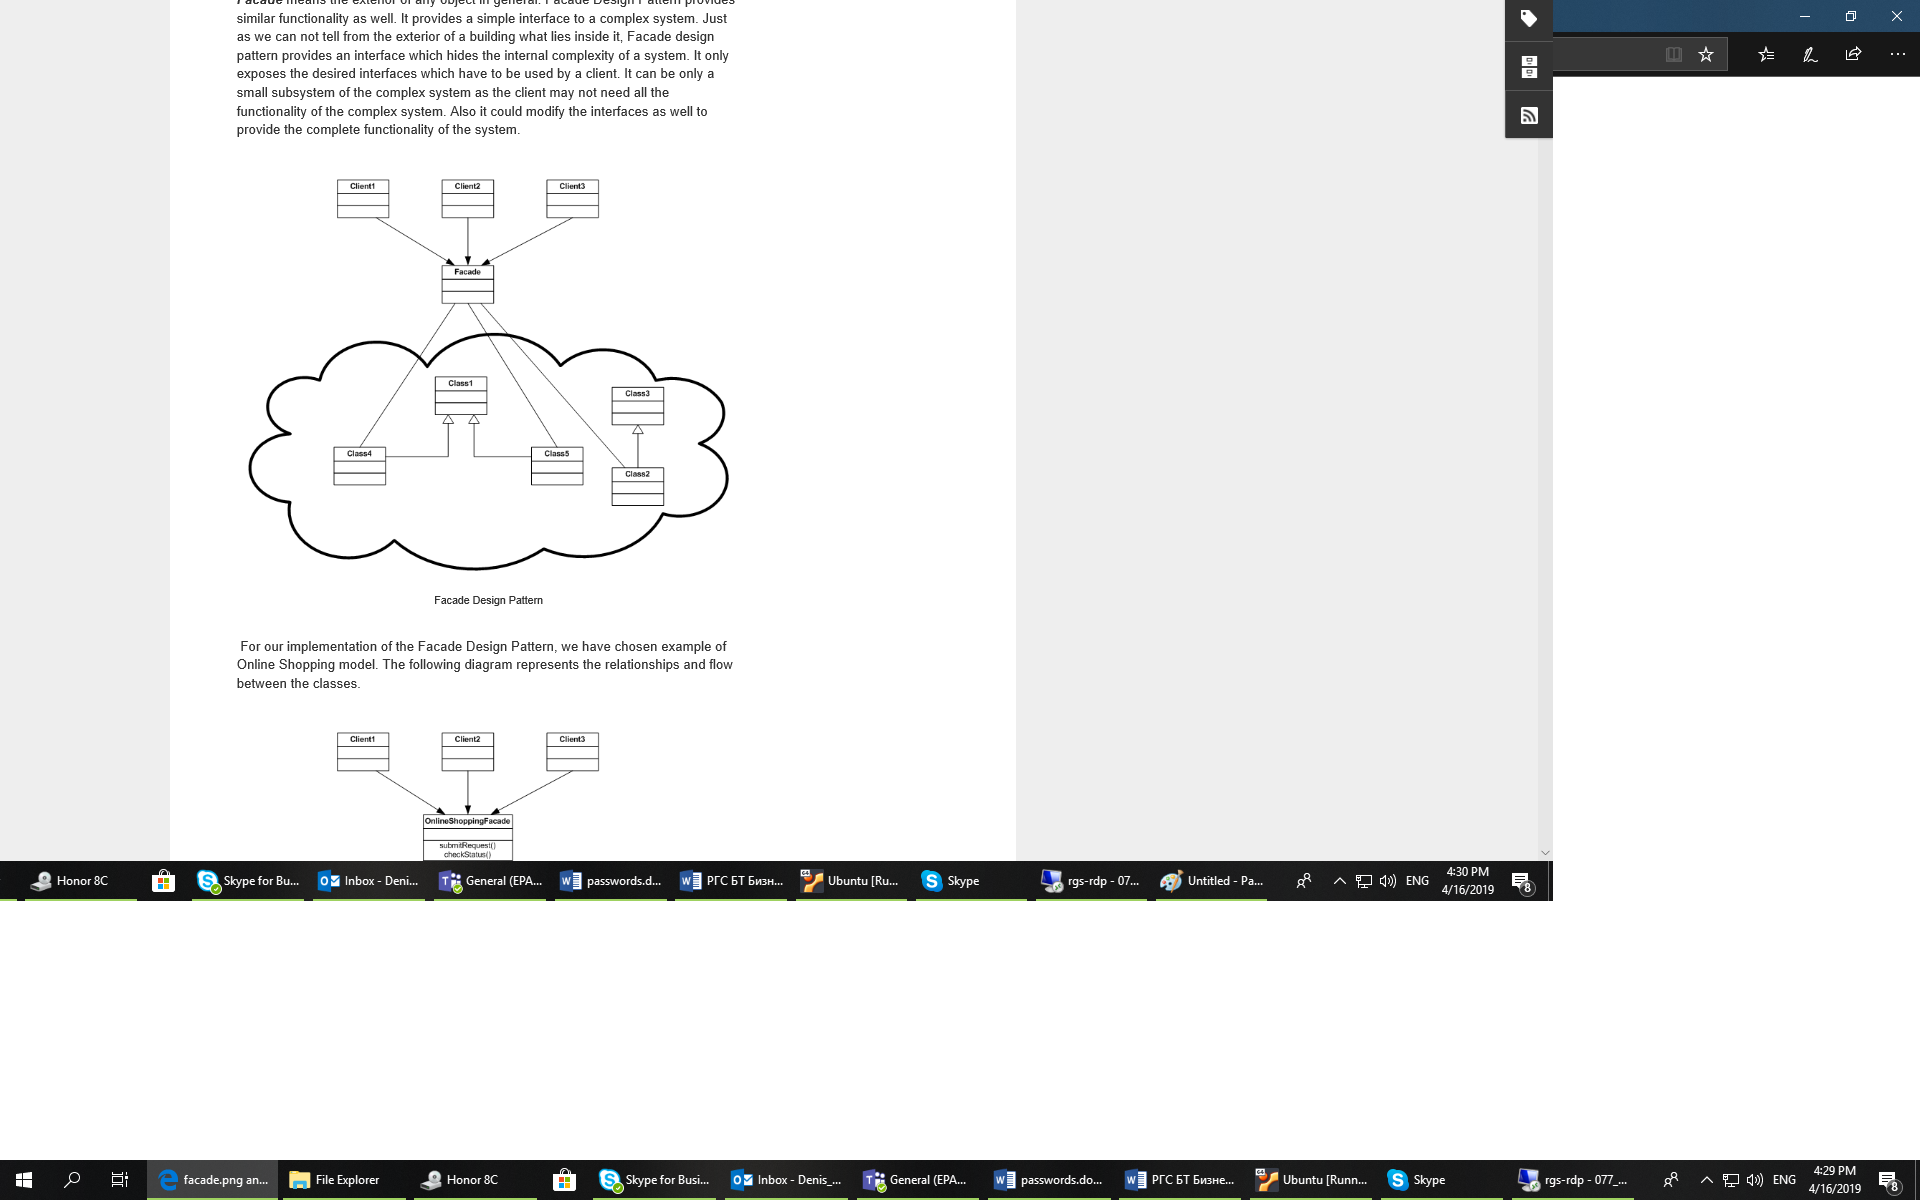 Facade means the exterior of any object in general. Facade Design Pattern provides
similar functionality as well. It provides a simple interface to a complex system. Just
as we can not tell from the exterior of a building what lies inside it, Facade design
pattern provides an interface which hides the internal complexity of a system. It only
exposes the desired interfaces which have to be used by a client. It can be only a
small subsystem of the complex system as the client may not need all the
functionality of the complex system. Also it could modify the interfaces as well to
provide the complete functionality of the system.
Client1 Client2 Client3
Facade
Class1
Class3
Class4 Class5
Class2
Facade Design Pattern
For our implementation of the Facade Design Pattern, we have chosen example of
Online Shopping model. The following diagram represents the relationships and flow
between the classes.
Client1 Client2 Client3
OnlineShoppingFacade
submitRequest()
checkStatus()
Honor 8C Skype for Bu... Inbox - Deni... General (EPA... passwords.d... РГС БТ Бизн... Ubuntu [Ru... Skype rgs-rdp - 07... Untitled - Pa... ENG 4:30 PM
4/16/2019 8
facade.png an... File Explorer Honor 8C Skype for Busi... Inbox - Denis_... General (EPA... passwords.do... РГС БТ Бизне... Ubuntu [Runn... Skype rgs-rdp - 077_... ENG 4:29 PM
4/16/2019 8